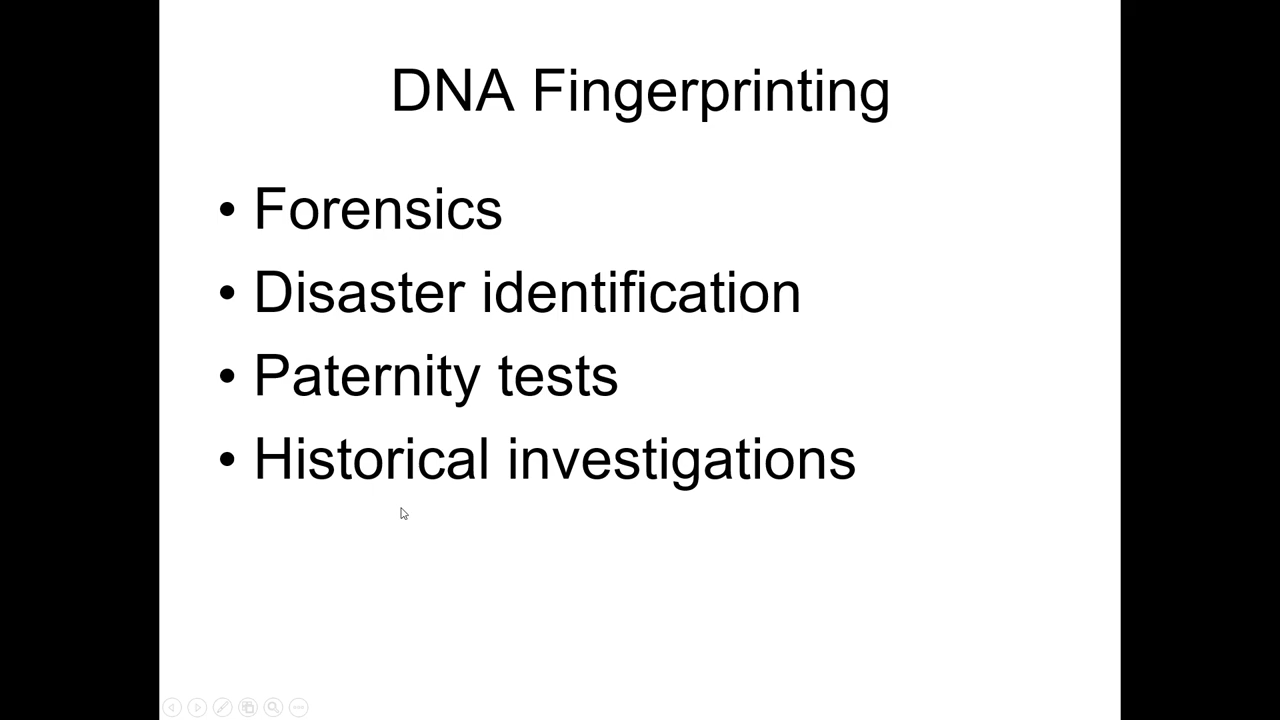 DNA Fingerprinting
• Forensics
• Disaster identification
• Paternity tests
• Historical investigations